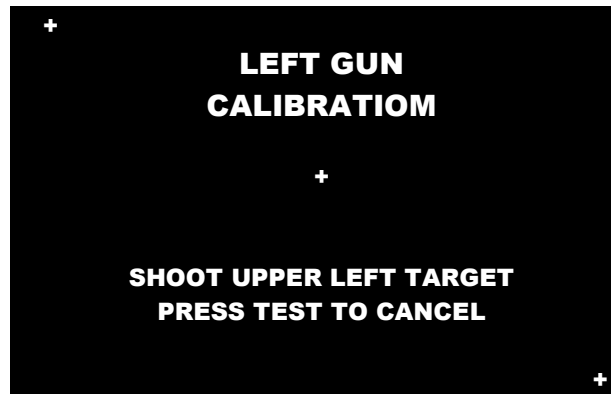 LEFT GUN
CALIBRATIOM
SHOOT UPPER LEFT TARGET
PRESS TEST TO CANCEL